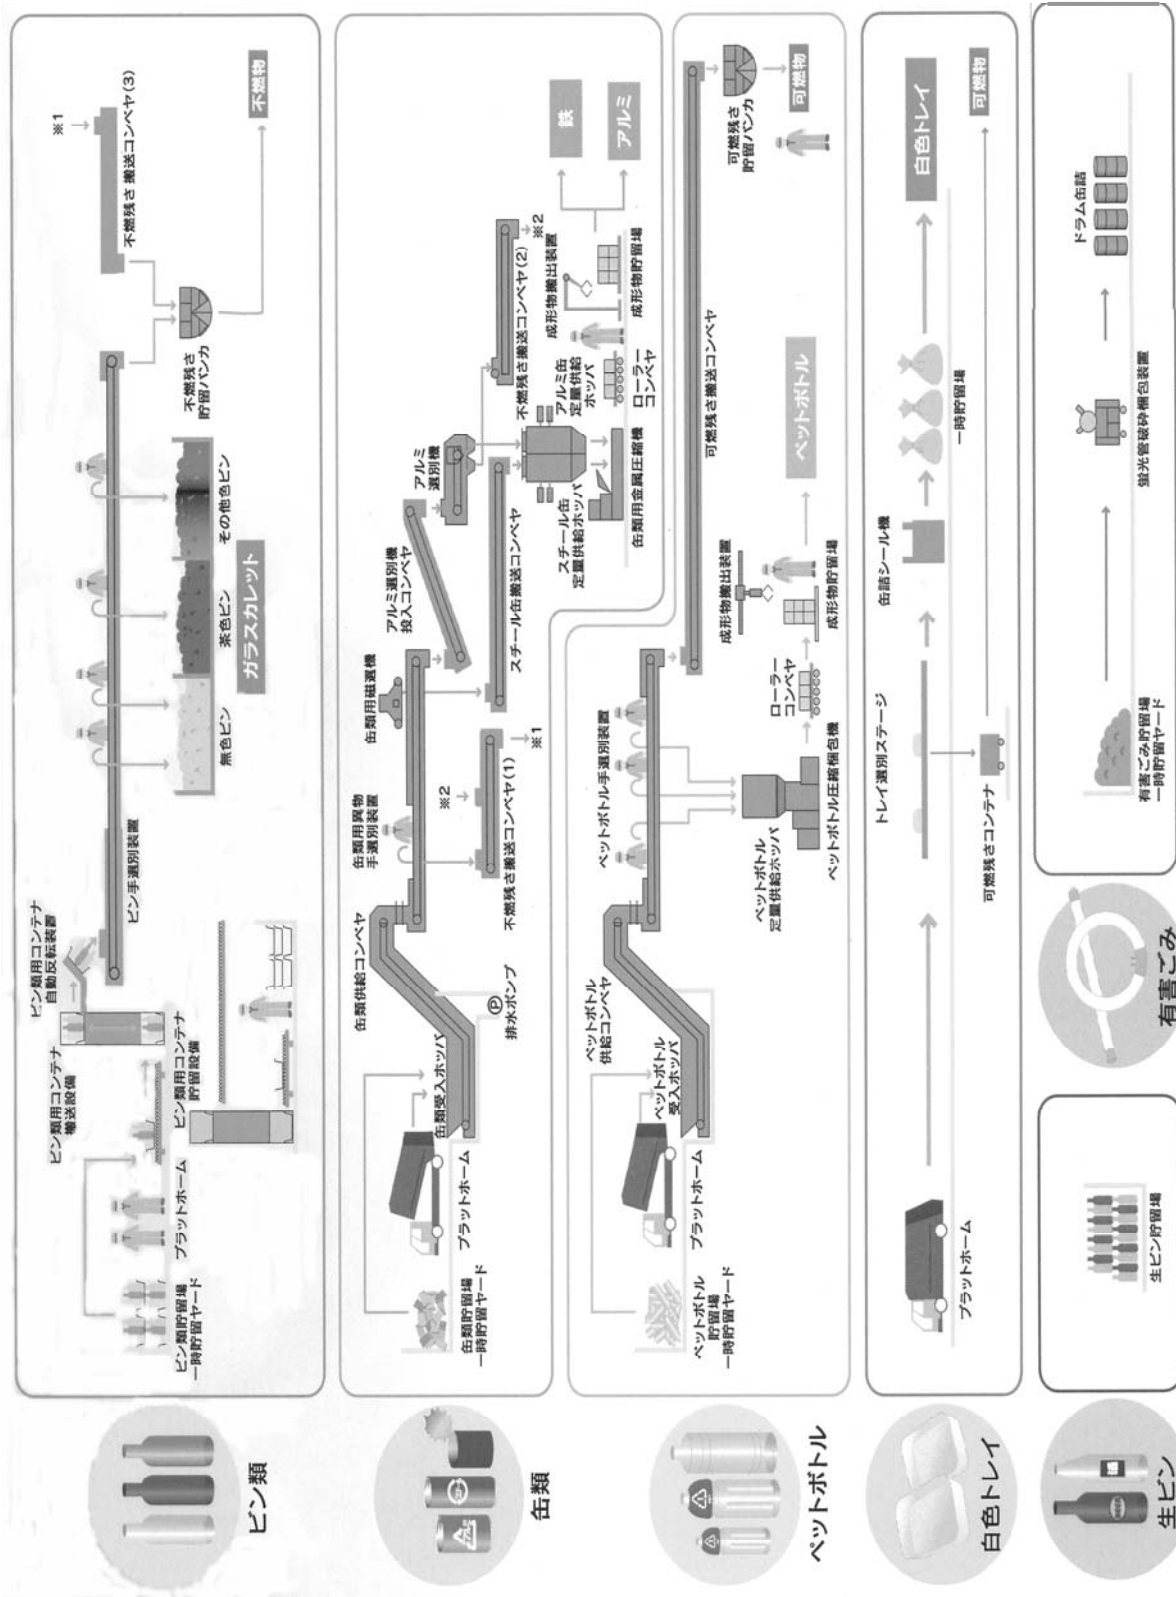 ビン類
ビン類貯留場
一時貯留ヤード
プラットホーム
ビン類用コンテナ
搬送設備
ビン類用コンテナ
貯留設備
ビン類用コンテナ
自動反転装置
ビン手選別装置
無色ビン
茶色ビン
その他色ビン
ガラスカレット
不燃残さ
貯留バンカ
※1
不燃残さ搬送コンベヤ(3)
不燃物
缶類
缶類貯留場
一時貯留ヤード
プラットホーム
缶類受入ホッパ
缶類供給コンベヤ
P
排水ポンプ
缶類用異物
手選別装置
※2
不燃残さ搬送コンベヤ(1)
※1
缶類用磁選機
アルミ選別機
投入コンベヤ
スチール缶搬送コンベヤ
アルミ
選別機
不燃残さ搬送コンベヤ(2)
※2
スチール缶
定量供給ホッパ
アルミ缶
定量供給
ホッパ
缶類用金属圧縮機
ローラー
コンベヤ
成形物搬出装置
成形物貯留場
鉄
アルミ
ペットボトル
ペットボトル
貯留場
一時貯留ヤード
プラットホーム
ペットボトル
受入ホッパ
ペットボトル
供給コンベヤ
ペットボトル手選別装置
ペットボトル
定量供給ホッパ
ペットボトル圧縮梱包機
ローラー
コンベヤ
成形物搬出装置
成形物貯留場
ペットボトル
可燃残さ搬送コンベヤ
可燃残さ
貯留バンカ
可燃物
白色トレイ
プラットホーム
トレイ選別ステージ
可燃残さコンテナ
缶詰シール機
一時貯留場
白色トレイ
可燃物
生ビン
生ビン貯留場
有害ごみ
有害ごみ貯留場
一時貯留ヤード
蛍光管破砕梱包装置
ドラム缶詰